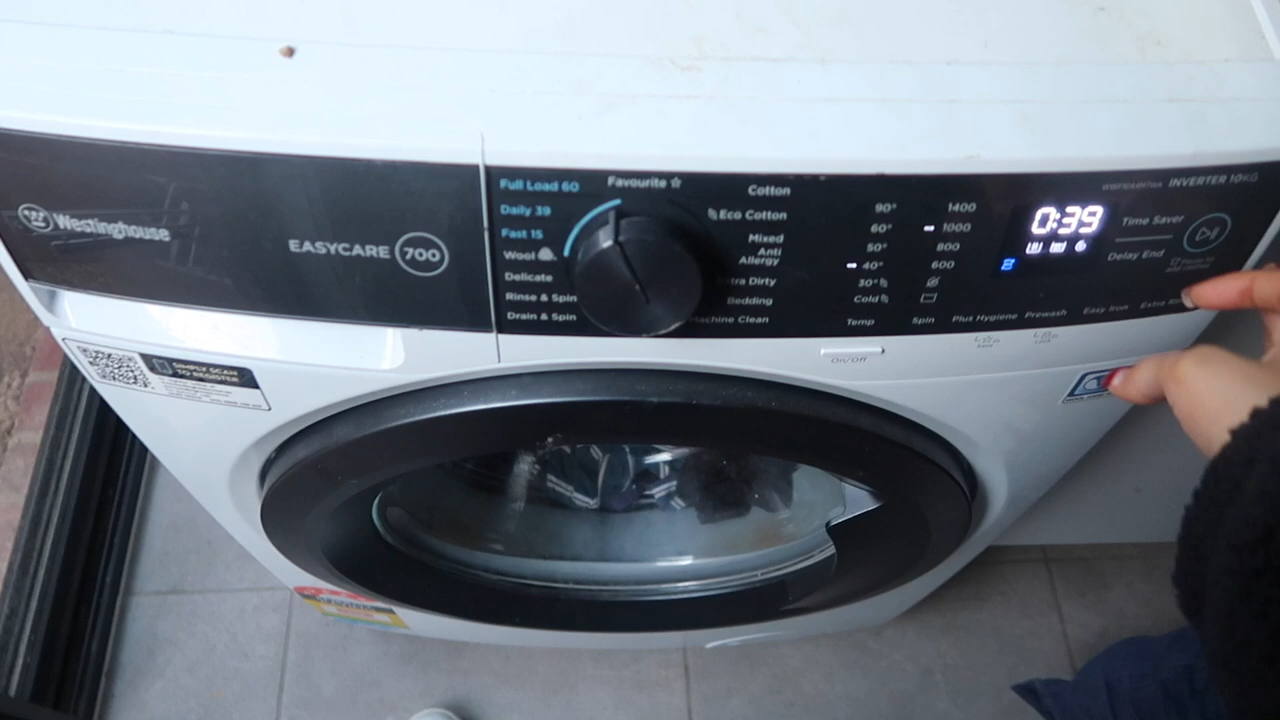 Westinghouse
EASYCARE 700
Full Load 60
Daily 39
Fast 15
Wool
Delicate
Rinse & Spin
Drain & Spin
Favourite
Cotton
Eco Cotton
Mixed
Anti
Allergy
tra Dirty
Bedding
Machine Clean
90°
60°
50°
40°
30°
Cold
Temp
1400
1000
800
600
Spin
INVERTER 10KG
0:39
Time Saver
Delay End
Plus Hygiene
Prewash
Easy Iron
Extra
On/Off
SIMPLY SCAN
TO REGISTER